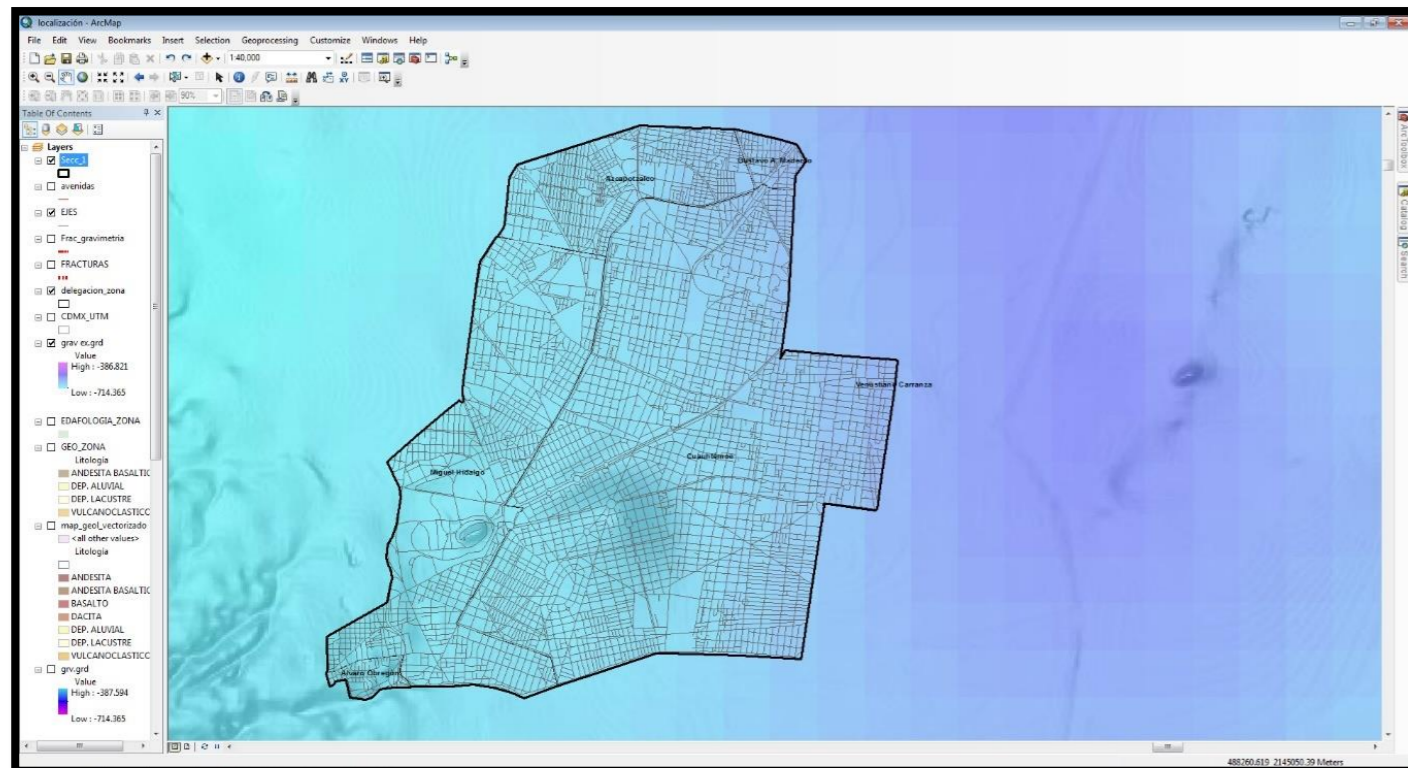 localización - ArcMap
File Edit View Bookmarks Insert Selection Geoprocessing Customize Windows Help
1:40,000
90%
Table Of Contents
Layers
Secc_1
avenidas
EJES
Frac_gravimetria
FRACTURAS
delegacion_zona
CDMX_UTM
grav ex.grd
Value
High : -386.821
Low : -714.365
EDAFOLOGIA_ZONA
GEO_ZONA
Litología
ANDESITA BASALTIC
DEP. ALUVIAL
DEP. LACUSTRE
VULCANOCLASTICO
map_geol_vectorizado
<all other values>
Litología
ANDESITA
ANDESITA BASALTIC
BASALTO
DACITA
DEP. ALUVIAL
DEP. LACUSTRE
VULCANOCLASTICO
grv.grd
Value
High : -387.594
Low : -714.365
Gustavo A. Madero
Azcapotzalco
Venustiano Carranza
Cuauhtémoc
Miguel Hidalgo
Alvaro Obregón
ArcToolbox
Catalog
Search
488260.619 2145050.39 Meters